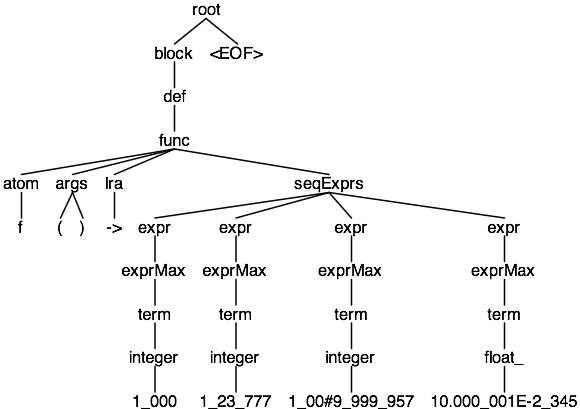 root
block <EOF>
def
func
atom args lra seqExprs
f ( ) -> expr expr expr expr
exprMax exprMax exprMax exprMax
term term term term
integer integer integer float_
1_000 1_23_777 1_00#9_999_957 10.000_001E-2_345